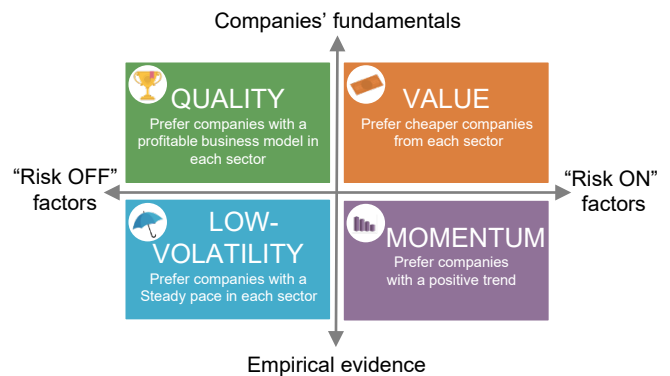 Companies’ fundamentals
QUALITY
Prefer companies with a
profitable business model in
each sector
VALUE
Prefer cheaper companies
from each sector
“Risk OFF”
factors
“Risk ON”
factors
LOW-
VOLATILITY
Prefer companies with a
Steady pace in each sector
MOMENTUM
Prefer companies
with a positive trend
Empirical evidence